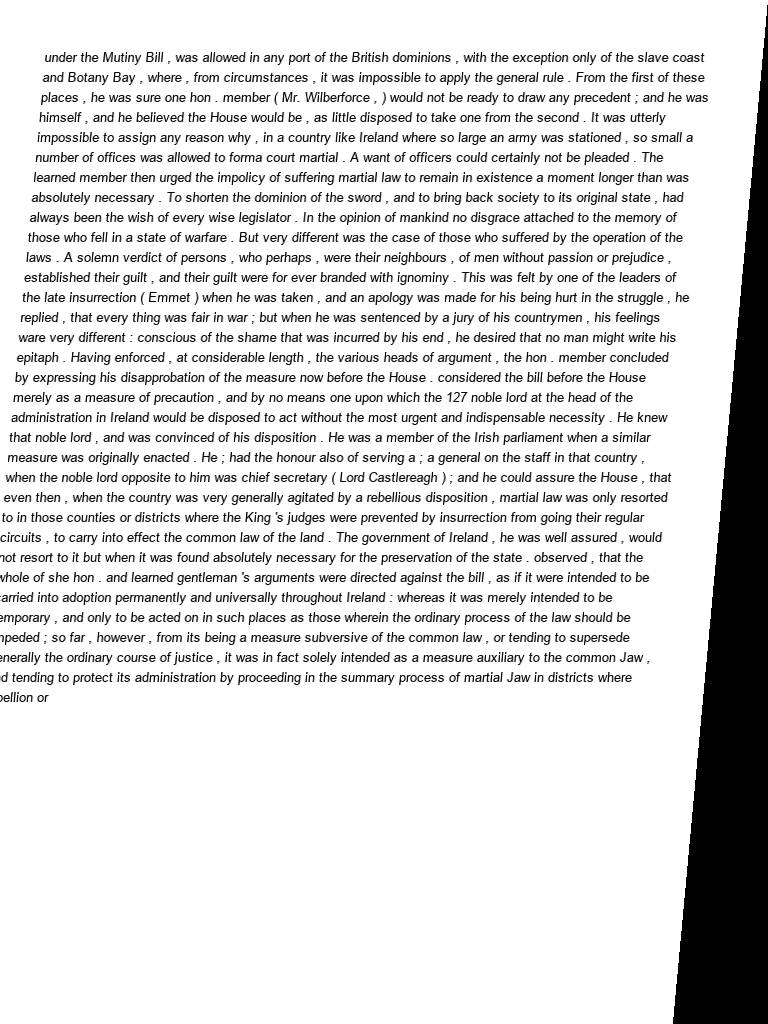 under the Mutiny Bill , was allowed in any port of the British dominions , with the exception only of the slave coast
and Botany Bay , where , from circumstances , it was impossible to apply the general rule . From the first of these
places , he was sure one hon . member ( Mr. Wilberforce , ) would not be ready to draw any precedent ; and he was
himself , and he believed the House would be , as little disposed to take one from the second . It was utterly
impossible to assign any reason why , in a country like Ireland where so large an army was stationed , so small a
number of offices was allowed to forma court martial . A want of officers could certainly not be pleaded . The
learned member then urged the impolicy of suffering martial law to remain in existence a moment longer than was
absolutely necessary . To shorten the dominion of the sword , and to bring back society to its original state , had
always been the wish of every wise legislator . In the opinion of mankind no disgrace attached to the memory of
those who fell in a state of warfare . But very different was the case of those who suffered by the operation of the
laws . A solemn verdict of persons , who perhaps , were their neighbours , of men without passion or prejudice ,
established their guilt , and their guilt were for ever branded with ignominy . This was felt by one of the leaders of
the late insurrection ( Emmet ) when he was taken , and an apology was made for his being hurt in the struggle , he
replied , that every thing was fair in war ; but when he was sentenced by a jury of his countrymen , his feelings
ware very different : conscious of the shame that was incurred by his end , he desired that no man might write his
epitaph . Having enforced , at considerable length , the various heads of argument , the hon . member concluded
by expressing his disapprobation of the measure now before the House . considered the bill before the House
merely as a measure of precaution , and by no means one upon which the 127 noble lord at the head of the
administration in Ireland would be disposed to act without the most urgent and indispensable necessity . He knew
that noble lord , and was convinced of his disposition . He was a member of the Irish parliament when a similar
measure was originally enacted . He ; had the honour also of serving a ; a general on the staff in that country ,
when the noble lord opposite to him was chief secretary ( Lord Castlereagh ) ; and he could assure the House , that
even then , when the country was very generally agitated by a rebellious disposition , martial law was only resorted
to in those counties or districts where the King 's judges were prevented by insurrection from going their regular
circuits , to carry into effect the common law of the land . The government of Ireland , he was well assured , would
not resort to it but when it was found absolutely necessary for the preservation of the state . observed , that the
whole of she hon . and learned gentleman 's arguments were directed against the bill , as if it were intended to be
carried into adoption permanently and universally throughout Ireland : whereas it was merely intended to be
emporary , and only to be acted on in such places as those wherein the ordinary process of the law should be
mpeded ; so far , however , from its being a measure subversive of the common law , or tending to supersede
enerally the ordinary course of justice , it was in fact solely intended as a measure auxiliary to the common Jaw ,
d tending to protect its administration by proceeding in the summary process of martial Jaw in districts where
bellion or